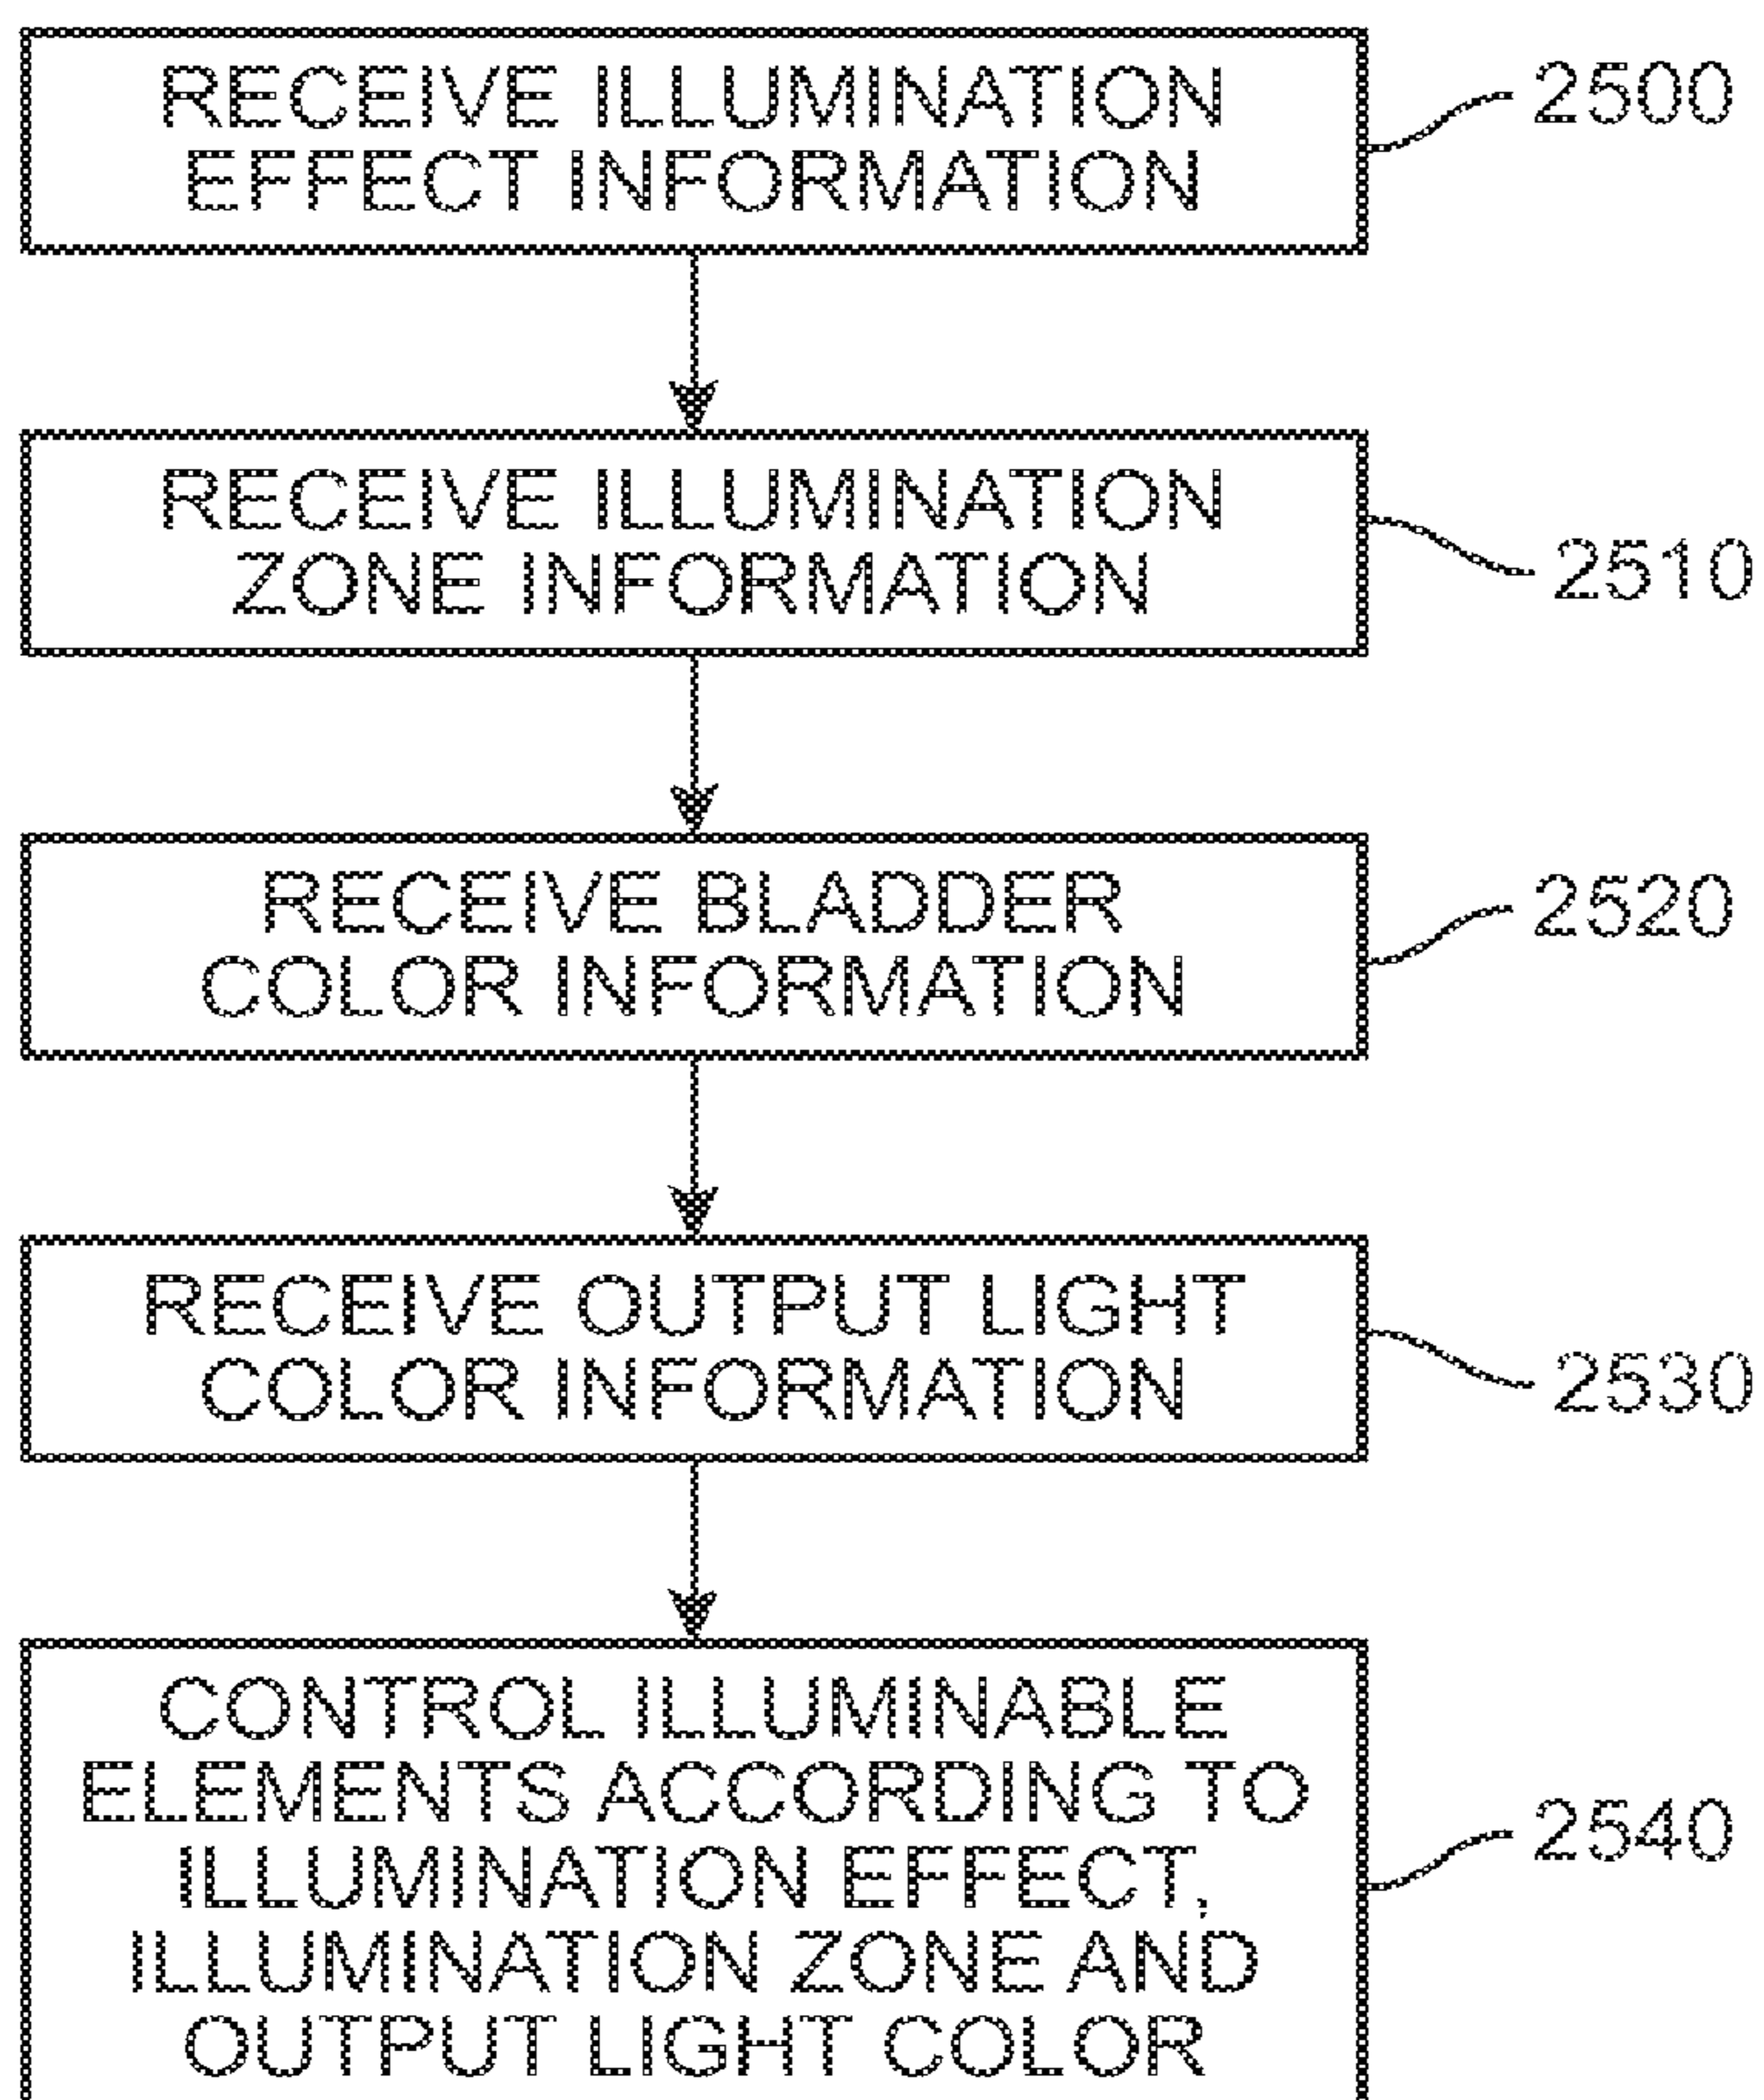 RECEIVE ILLUMINATION
EFFECT INFORMATION
2500
RECEIVE ILLUMINATION
ZONE INFORMATION
2510
RECEIVE BLADDER
COLOR INFORMATION
2520
RECEIVE OUTPUT LIGHT
COLOR INFORMATION
2530
CONTROL ILLUMINABLE
ELEMENTS ACCORDING TO
ILLUMINATION EFFECT,
ILLUMINATION ZONE AND
OUTPUT LIGHT COLOR
2540